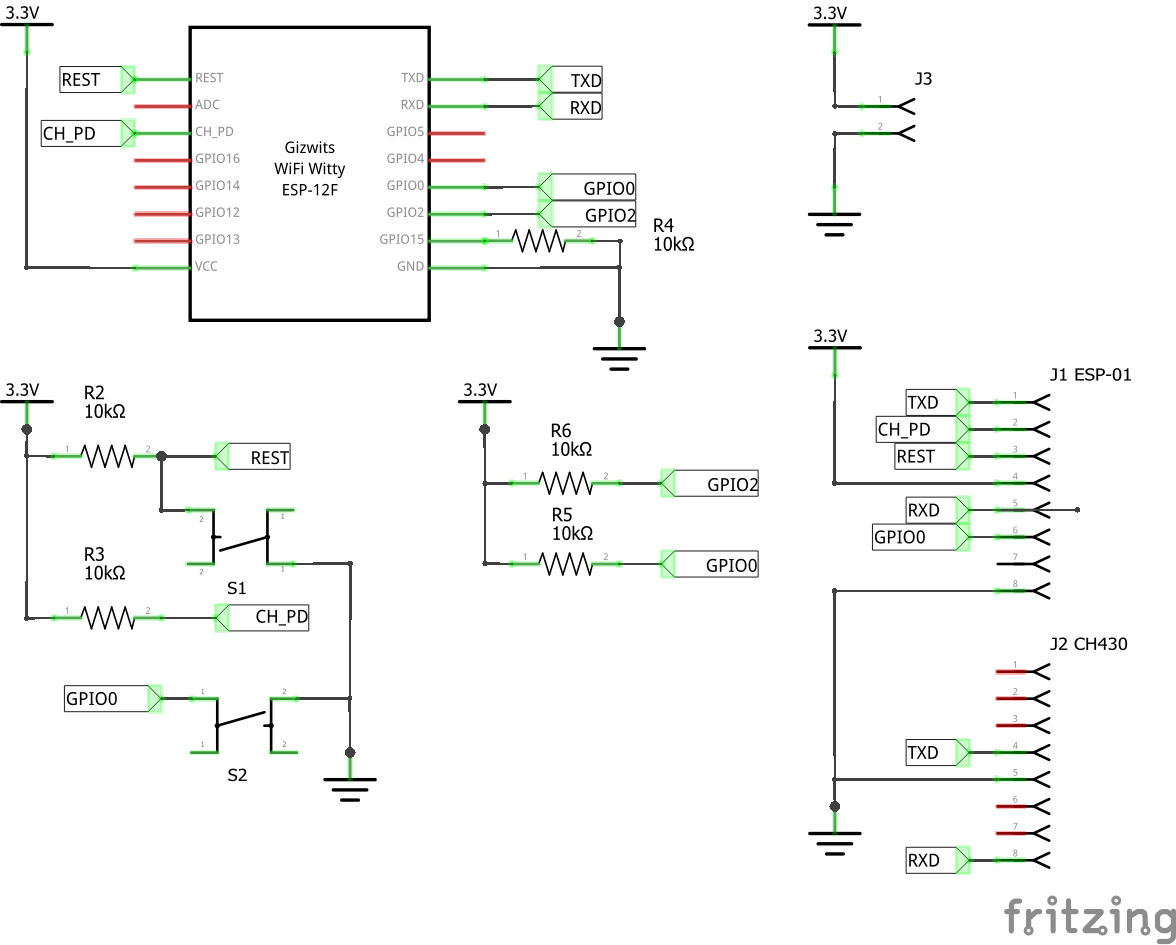 3.3V
REST
CH_PD
REST
ADC
CH_PD
GPIO16
GPIO14
GPIO12
GPIO13
VCC
Gizwits
WiFi Witty
ESP-12F
TXD
RXD
GPIO5
GPIO4
GPIO0
GPIO2
GPIO15
GND
TXD
RXD
GPIO0
GPIO2
1 2
R4
10kΩ
3.3V
J3
1
2
3.3V
R2
10kΩ
1 2
REST
2 1
2 1
S1
R3
10kΩ
1 2
CH_PD
GPIO0
1 2
1 2
S2
3.3V
R6
10kΩ
1 2
GPIO2
R5
10kΩ
1 2
GPIO0
3.3V
J1 ESP-01
TXD 1
CH_PD 2
REST 3
4
RXD 5
GPIO0 6
7
8
J2 CH430
1
2
3
TXD 4
5
6
7
RXD 8
fritzing